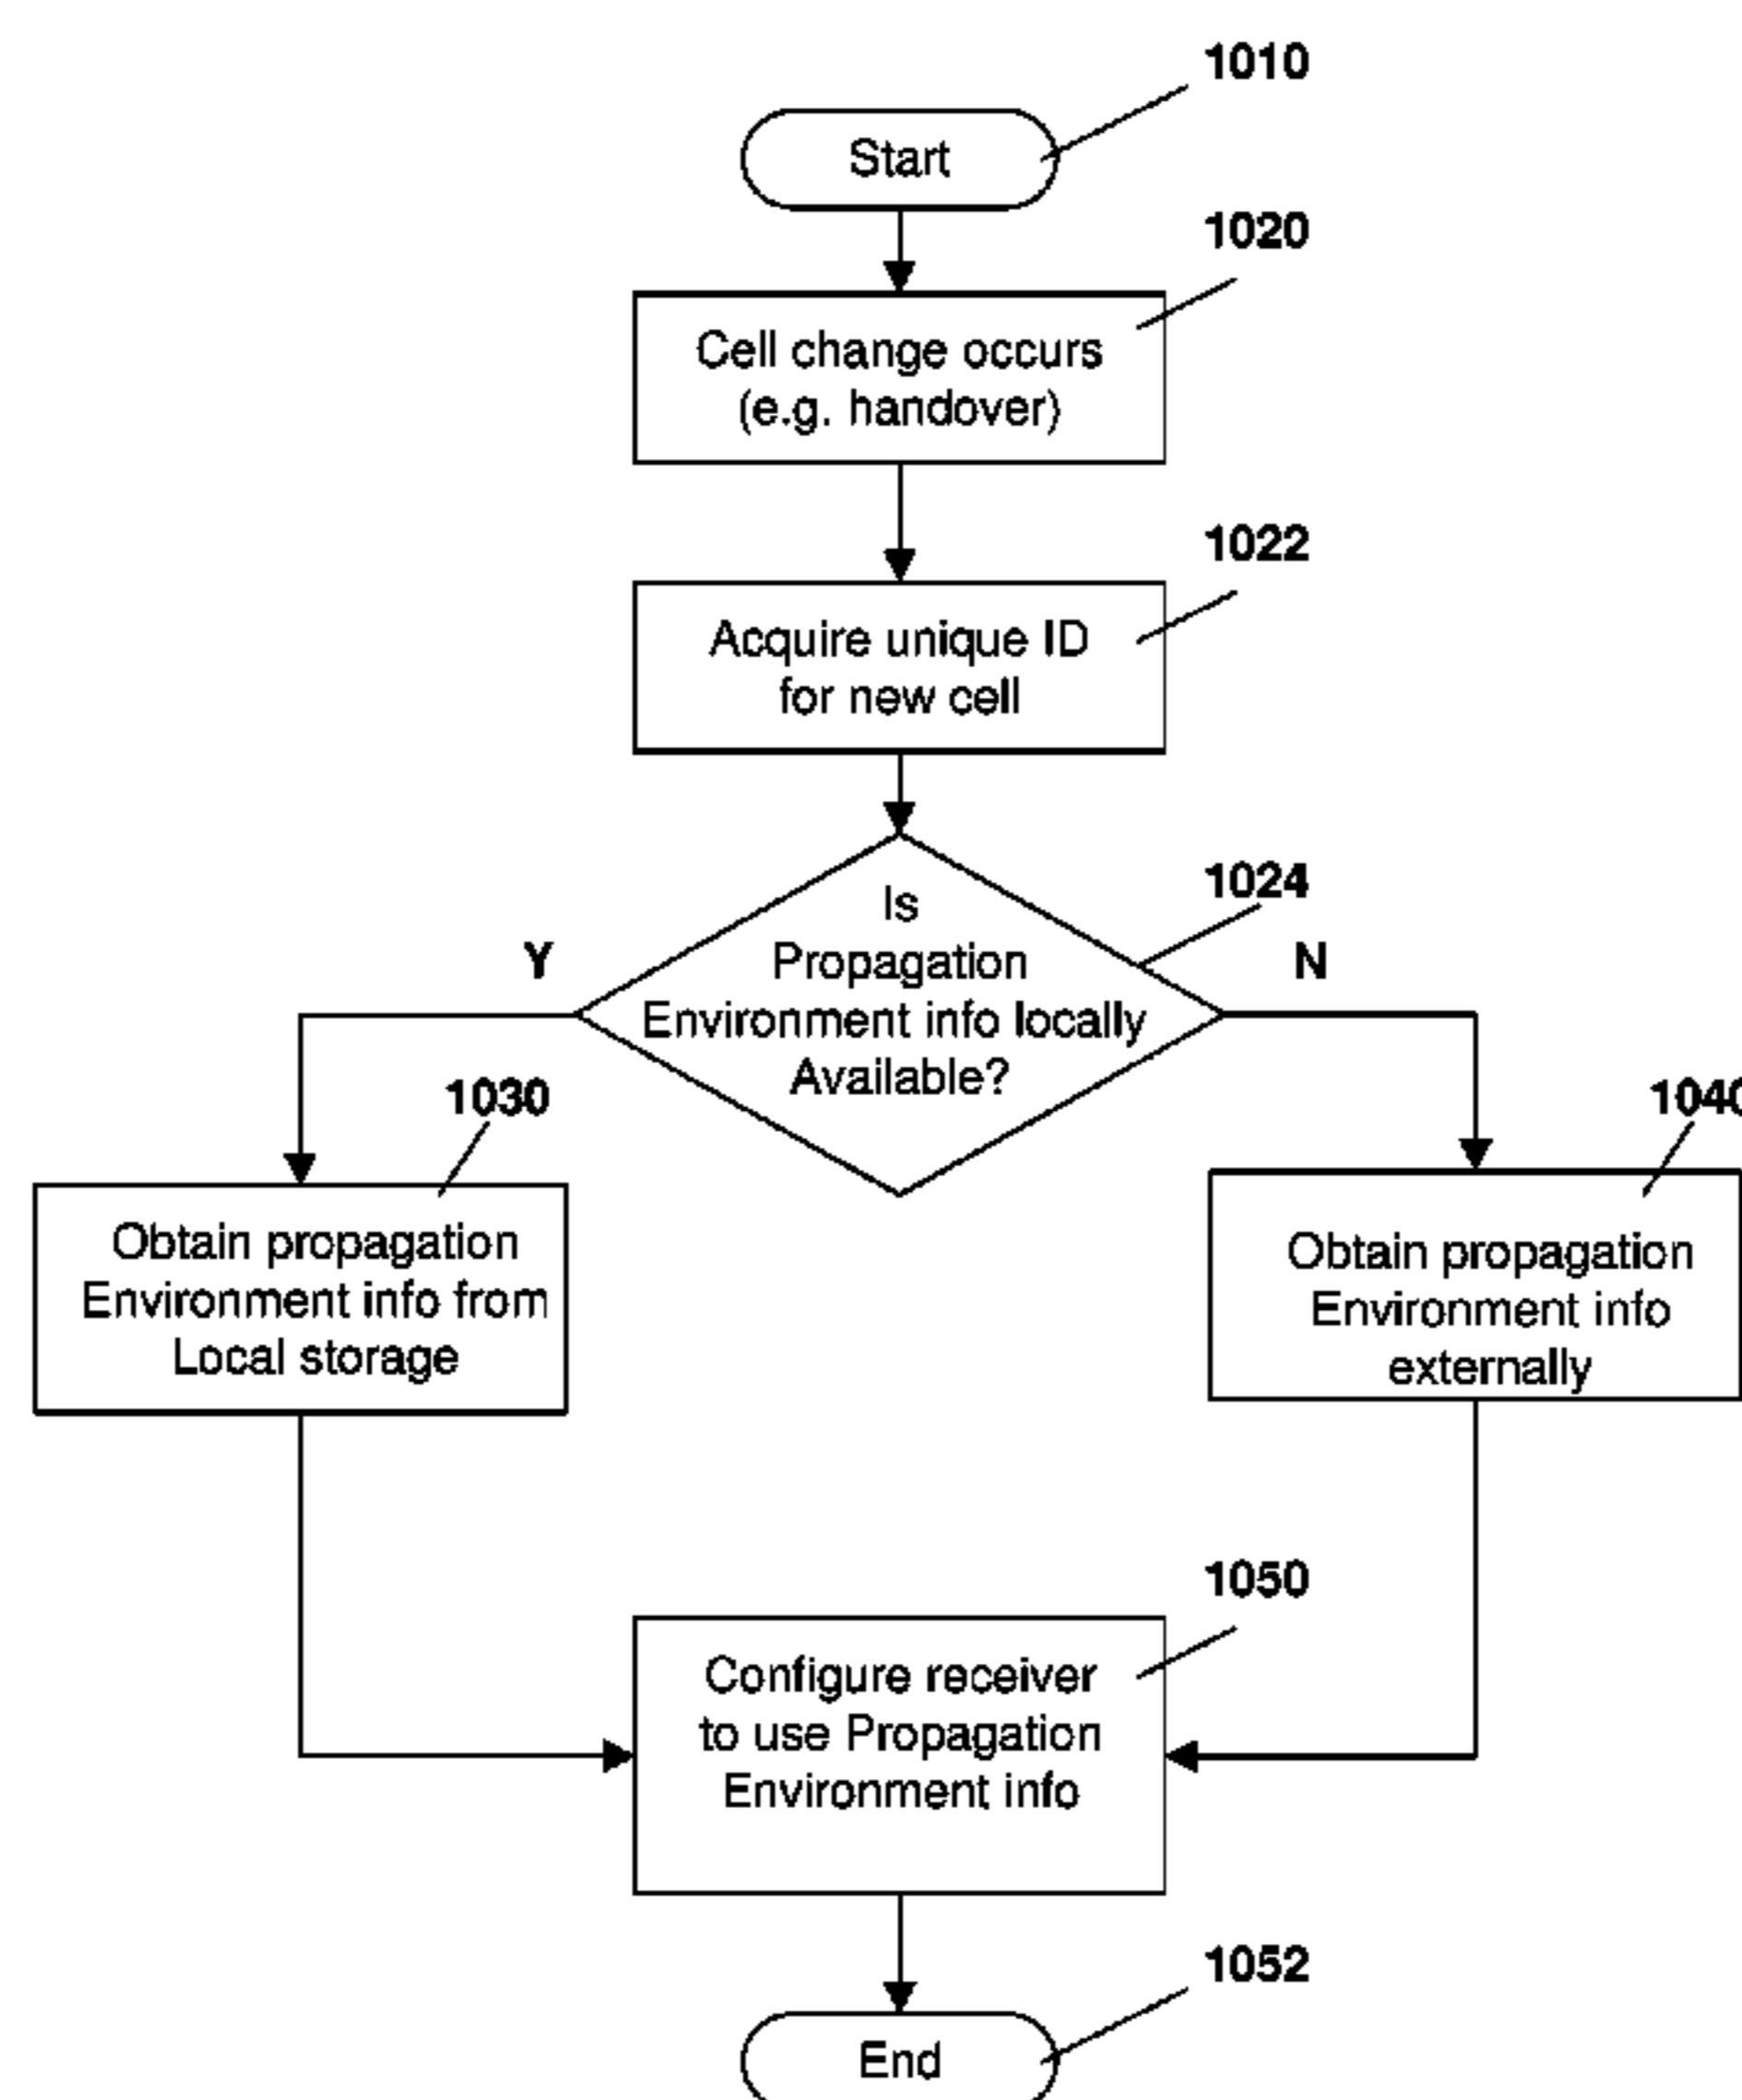 1010
Start
1020
Cell change occurs
(e.g. handover)
1022
Acquire unique ID
for new cell
1024
Is
Propagation
Environment info locally
Available?
Y
N
1030
1040
Obtain propagation
Environment info from
Local storage
Obtain propagation
Environment info
externally
1050
Configure receiver
to use Propagation
Environment info
1052
End